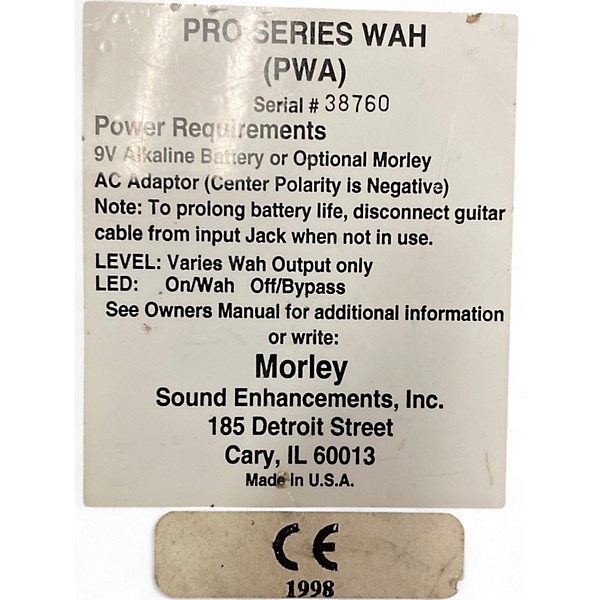 PRO SERIES WAH
(PWA)
Serial # 38760
Power Requirements
9V Alkaline Battery or Optional Morley
AC Adaptor (Center Polarity is Negative)
Note: To prolong battery life, disconnect guitar
cable from input Jack when not in use.
LEVEL: Varies Wah Output only
LED: On/Wah Off/Bypass
See Owners Manual for additional information
or write:
Morley
Sound Enhancements, Inc.
185 Detroit Street
Cary, IL 60013
Made in U.S.A.
CE
1998